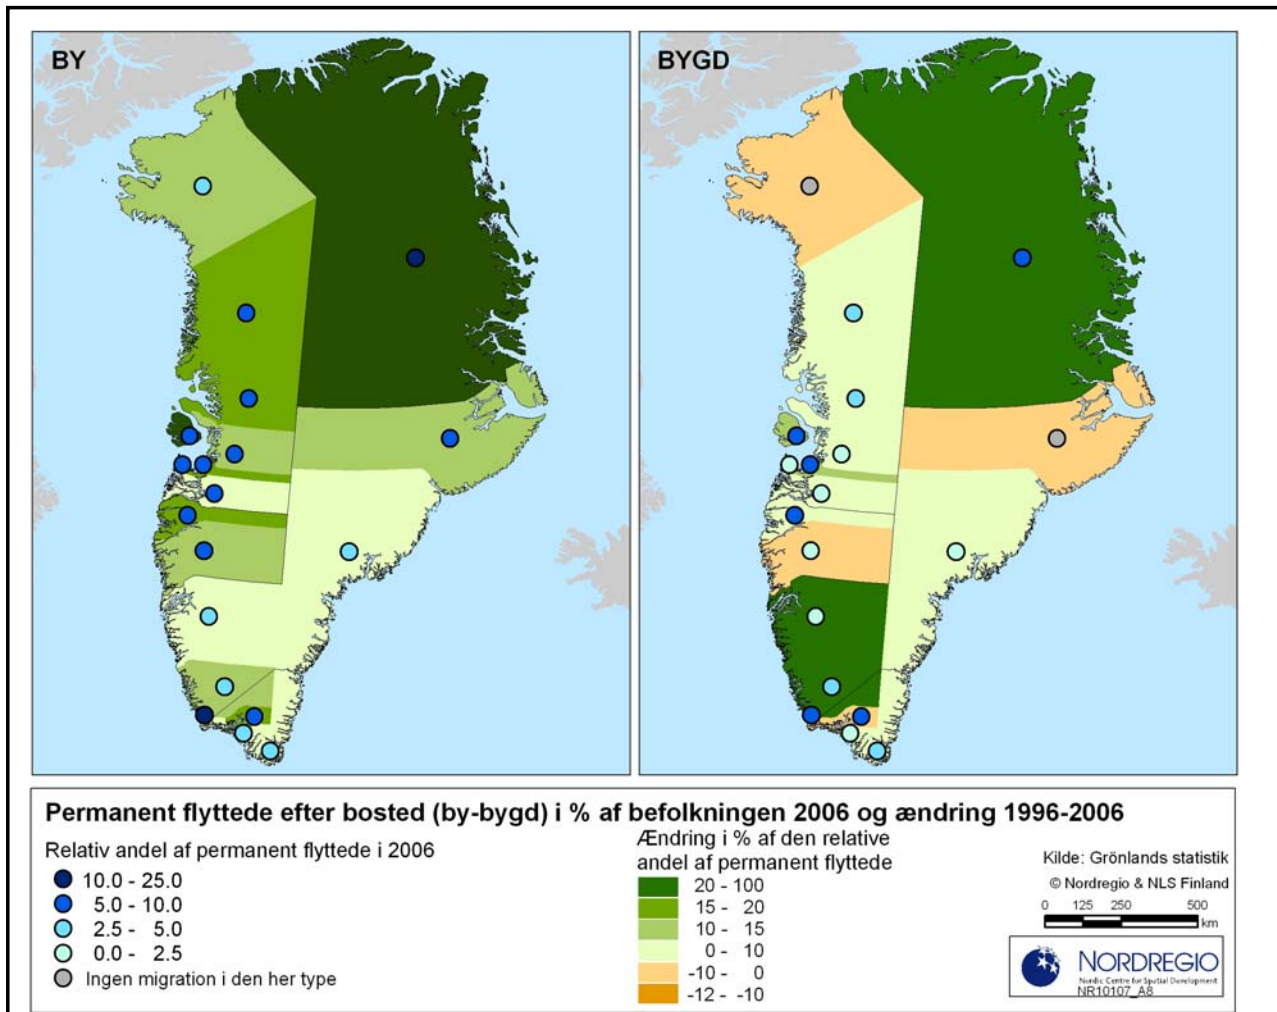 BY
BYGD
Permanent flyttede efter bosted (by-bygd) i % af befolkningen 2006 og ændring 1996-2006
Relativ andel af permanent flyttede i 2006
10.0 - 25.0
5.0 - 10.0
2.5 - 5.0
0.0 - 2.5
Ingen migration i den her type
Ændring i % af den relative
andel af permanent flyttede
20 - 100
15 - 20
10 - 15
0 - 10
-10 - 0
-12 - -10
Kilde: Grönlands statistik
© Nordregio & NLS Finland
0 125 250 500
km
NORDREGIO
Nordic Centre for Spatial Development
NR10107_A8